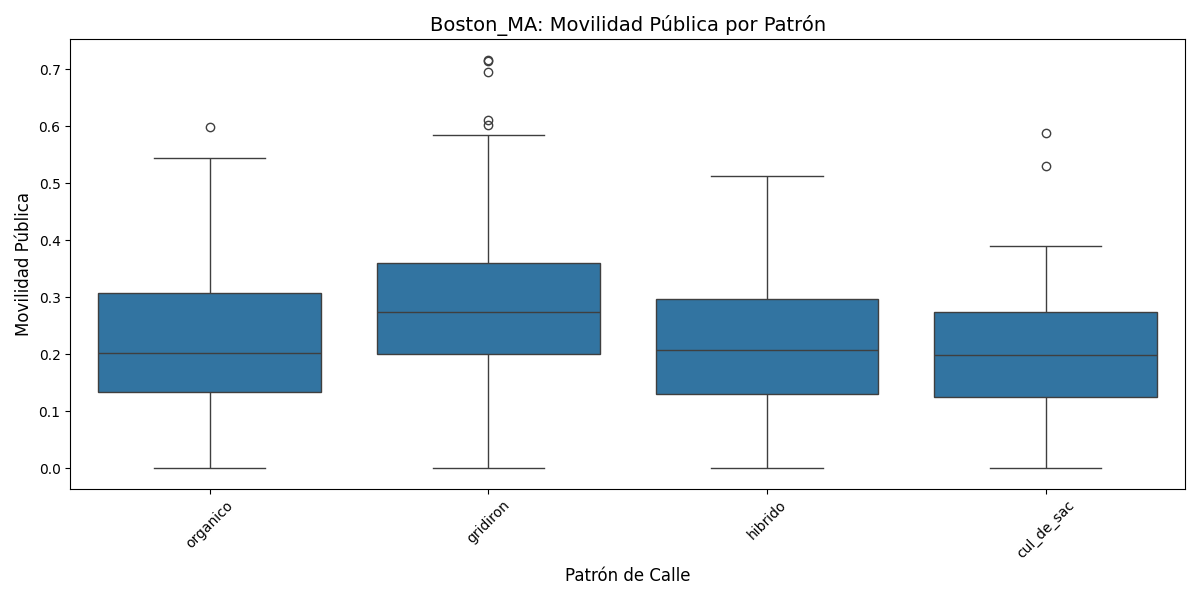 Boston_MA: Movilidad Pública por Patrón
Movilidad Pública
0.7
0.6
0.5
0.4
0.3
0.2
0.1
0.0
organico
gridiron
hibrido
cul_de_sac
Patrón de Calle